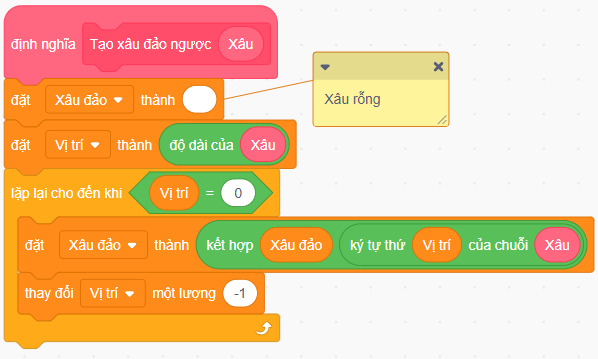 định nghĩa Tạo xâu đảo ngược Xâu
đặt Xâu đảo thành
Xâu rỗng
đặt Vị trí thành độ dài của Xâu
lặp lại cho đến khi Vị trí = 0
đặt Xâu đảo thành kết hợp Xâu đảo ký tự thứ Vị trí của chuỗi Xâu
thay đổi Vị trí một lượng -1